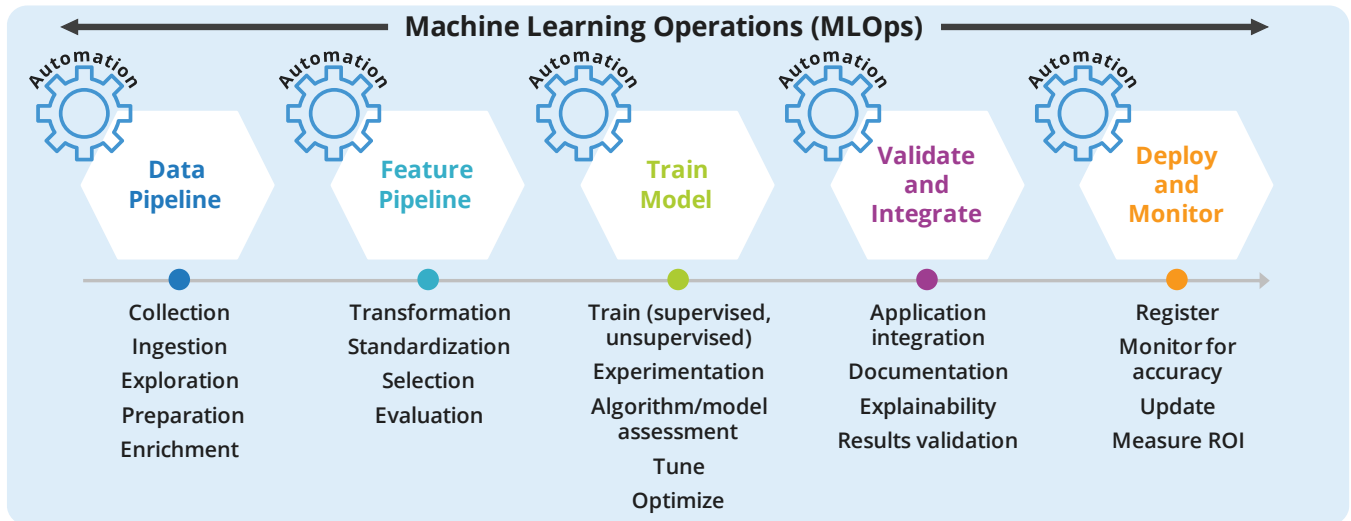 Machine Learning Operations (MLOps)
Automation
Automation
Automation
Automation
Automation
Data
Pipeline
Feature
Pipeline
Train
Model
Validate
and
Integrate
Deploy
and
Monitor
Collection
Ingestion
Exploration
Preparation
Enrichment
Transformation
Standardization
Selection
Evaluation
Train (supervised,
unsupervised)
Experimentation
Algorithm/model
assessment
Tune
Optimize
Application
integration
Documentation
Explainability
Results validation
Register
Monitor for
accuracy
Update
Measure ROI